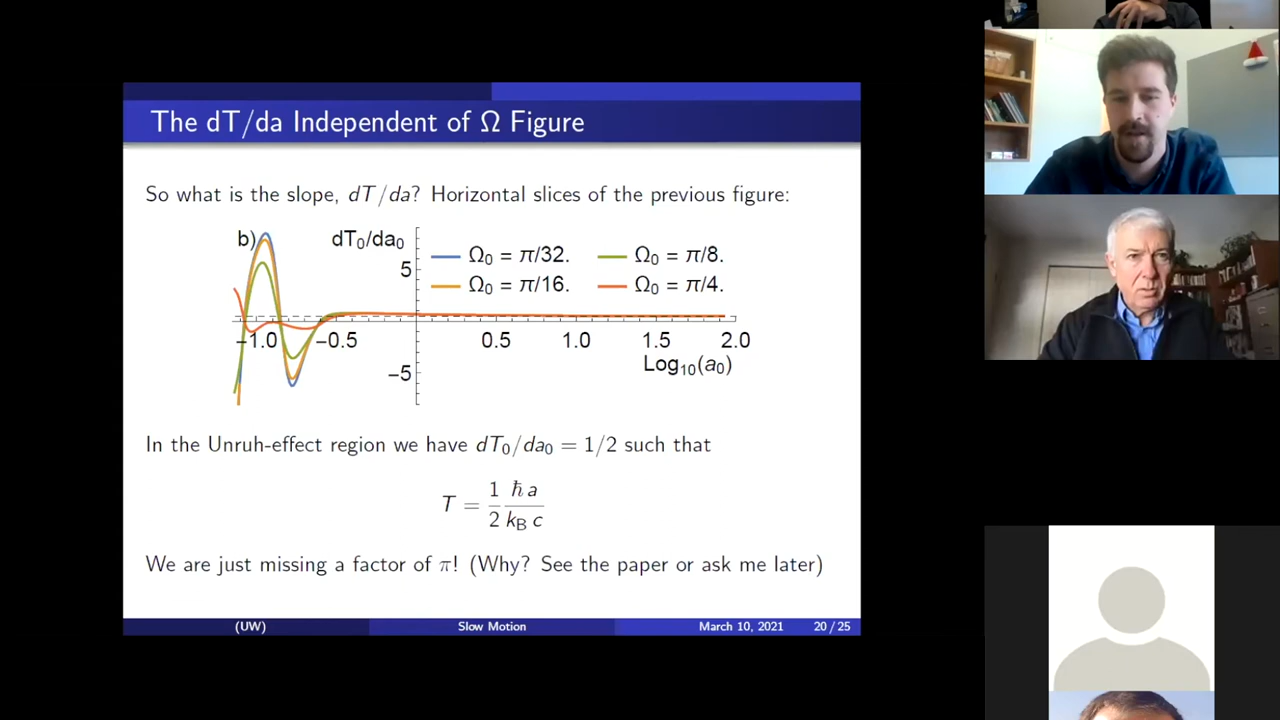 The dT/da Independent of Ω Figure
So what is the slope, dT/da? Horizontal slices of the previous figure:
b)
dT₀/da₀
Ω₀ = π/32.
Ω₀ = π/8.
5
Ω₀ = π/16.
Ω₀ = π/4.
−1.0
−0.5
0.5
1.0
1.5
2.0
−5
Log₁₀(a₀)
In the Unruh-effect region we have dT₀/da₀ = 1/2 such that
T = 1/2 ħa/k_B c
We are just missing a factor of π! (Why? See the paper or ask me later)
(UW)
Slow Motion
March 10, 2021
20 / 25